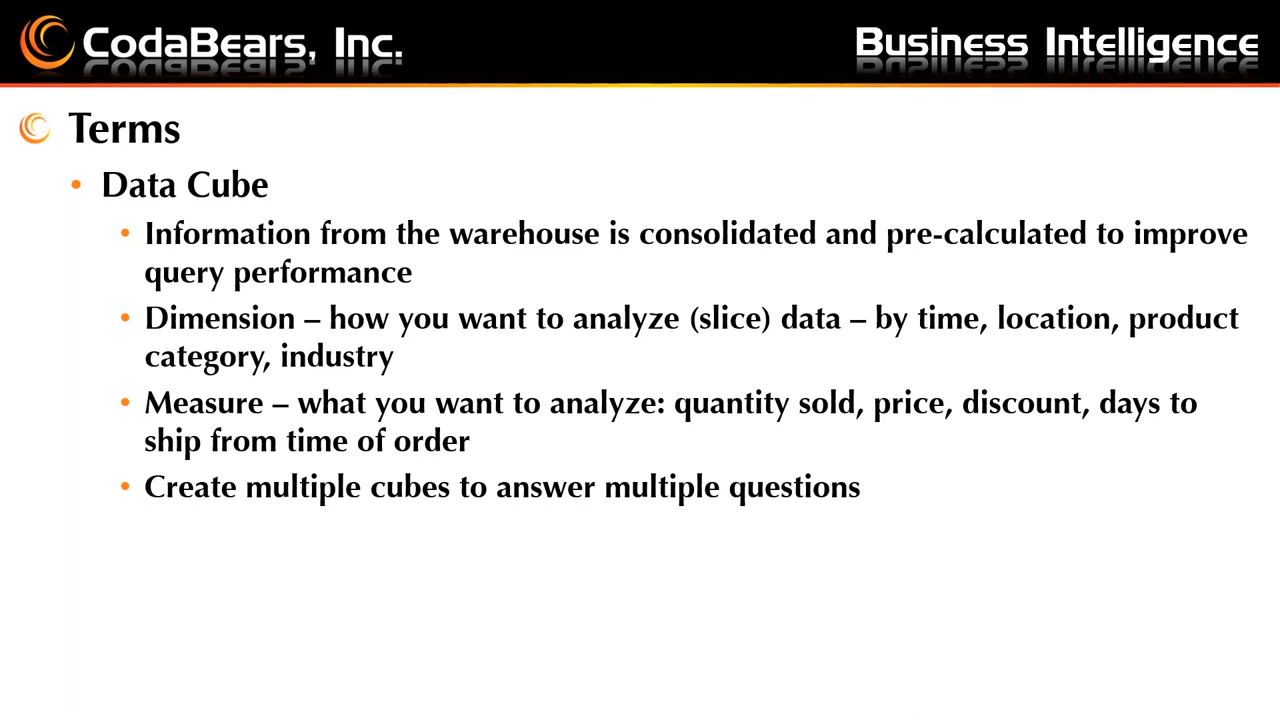 CodaBears, Inc.
Business Intelligence
Terms
• Data Cube
• Information from the warehouse is consolidated and pre-calculated to improve
query performance
• Dimension – how you want to analyze (slice) data – by time, location, product
category, industry
• Measure – what you want to analyze: quantity sold, price, discount, days to
ship from time of order
• Create multiple cubes to answer multiple questions